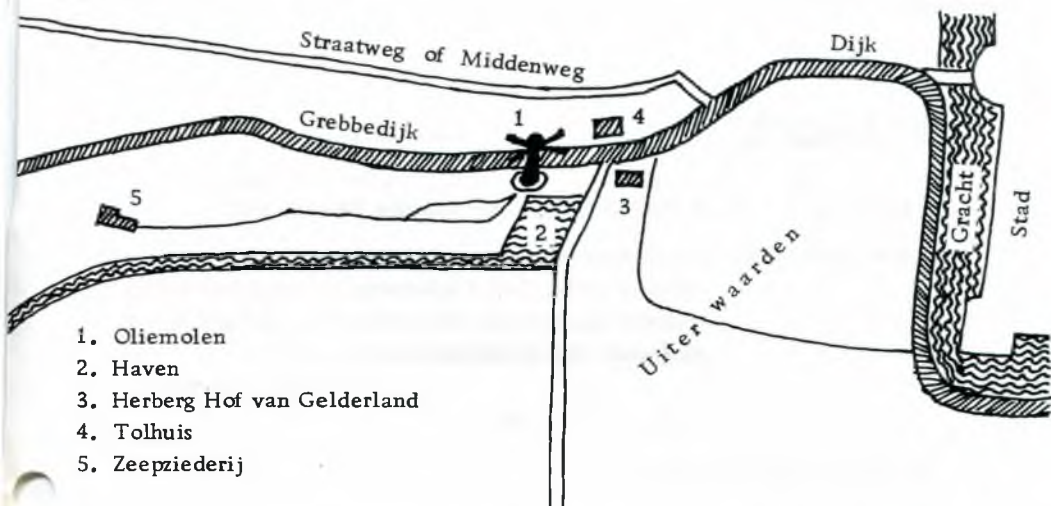 Straatweg of Middenweg
Dijk
Grebbedijk
1
4
5
3
2
Gracht
Stad
Uiter waarden
1. Oliemolen
2. Haven
3. Herberg Hof van Gelderland
4. Tolhuis
5. Zeepziederij